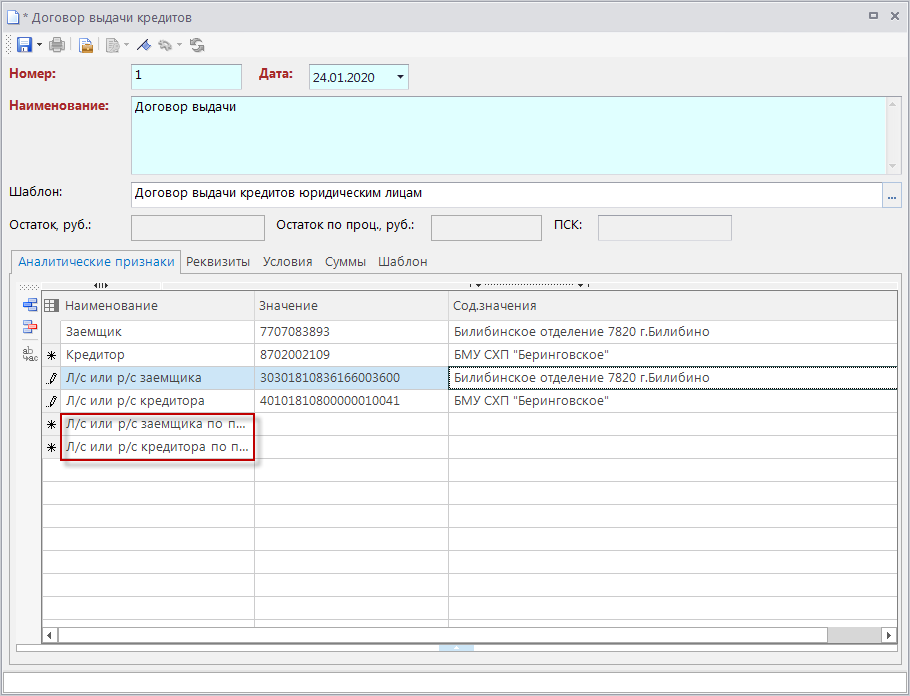 * Договор выдачи кредитов
Номер: 1 Дата: 24.01.2020
Наименование: Договор выдачи
Шаблон: Договор выдачи кредитов юридическим лицам ...
Остаток, руб.: Остаток по проц., руб.: ПСК:
Аналитические признаки Реквизиты Условия Суммы Шаблон
Наименование Значение Сод.значения
Заемщик 7707083893 Билибинское отделение 7820 г.Билибино
Кредитор 8702002109 БМУ СХП "Беринговское"
Л/с или р/с заемщика 30301810836166003600 Билибинское отделение 7820 г.Билибино
Л/с или р/с кредитора 40101810800000010041 БМУ СХП "Беринговское"
Л/с или р/с заемщика по п...
Л/с или р/с кредитора по п...
ab
ac